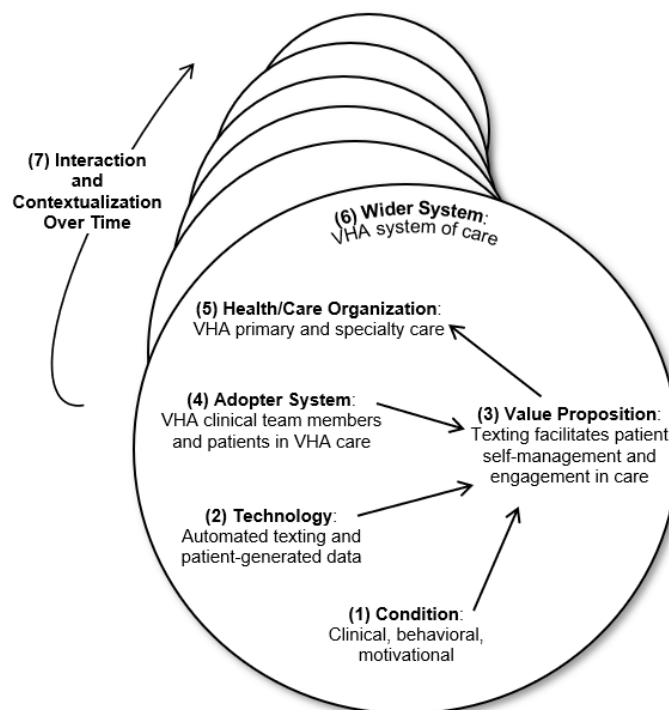 (7) Interaction
and
Contextualization
Over Time
(6) Wider System:
VHA system of care
(5) Health/Care Organization:
VHA primary and specialty care
(4) Adopter System:
VHA clinical team members
and patients in VHA care
(3) Value Proposition:
Texting facilitates patient
self-management and
engagement in care
(2) Technology:
Automated texting and
patient-generated data
(1) Condition:
Clinical, behavioral,
motivational